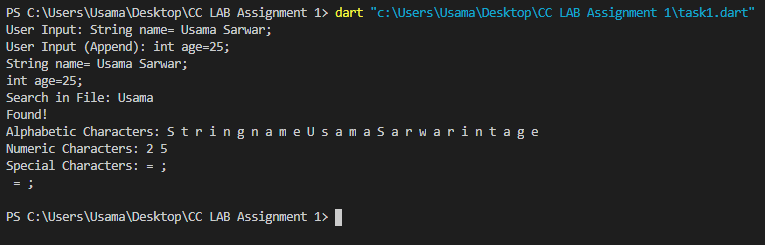 PS C:\Users\Usama\Desktop\CC LAB Assignment 1> dart "c:\Users\Usama\Desktop\CC LAB Assignment 1\task1.dart"
User Input: String name= Usama Sarwar;
User Input (Append): int age=25;
String name= Usama Sarwar;
int age=25;
Search in File: Usama
Found!
Alphabetic Characters: S t r i n g n a m e U s a m a S a r w a r i n t a g e
Numeric Characters: 2 5
Special Characters: = ;
 = ;
PS C:\Users\Usama\Desktop\CC LAB Assignment 1>